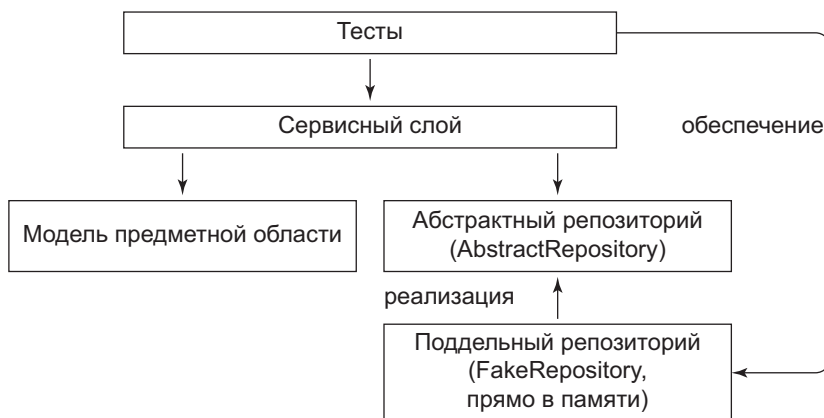 Тесты
Сервисный слой
обеспечение
Модель предметной области
Абстрактный репозиторий
(AbstractRepository)
реализация
Поддельный репозиторий
(FakeRepository,
прямо в памяти)